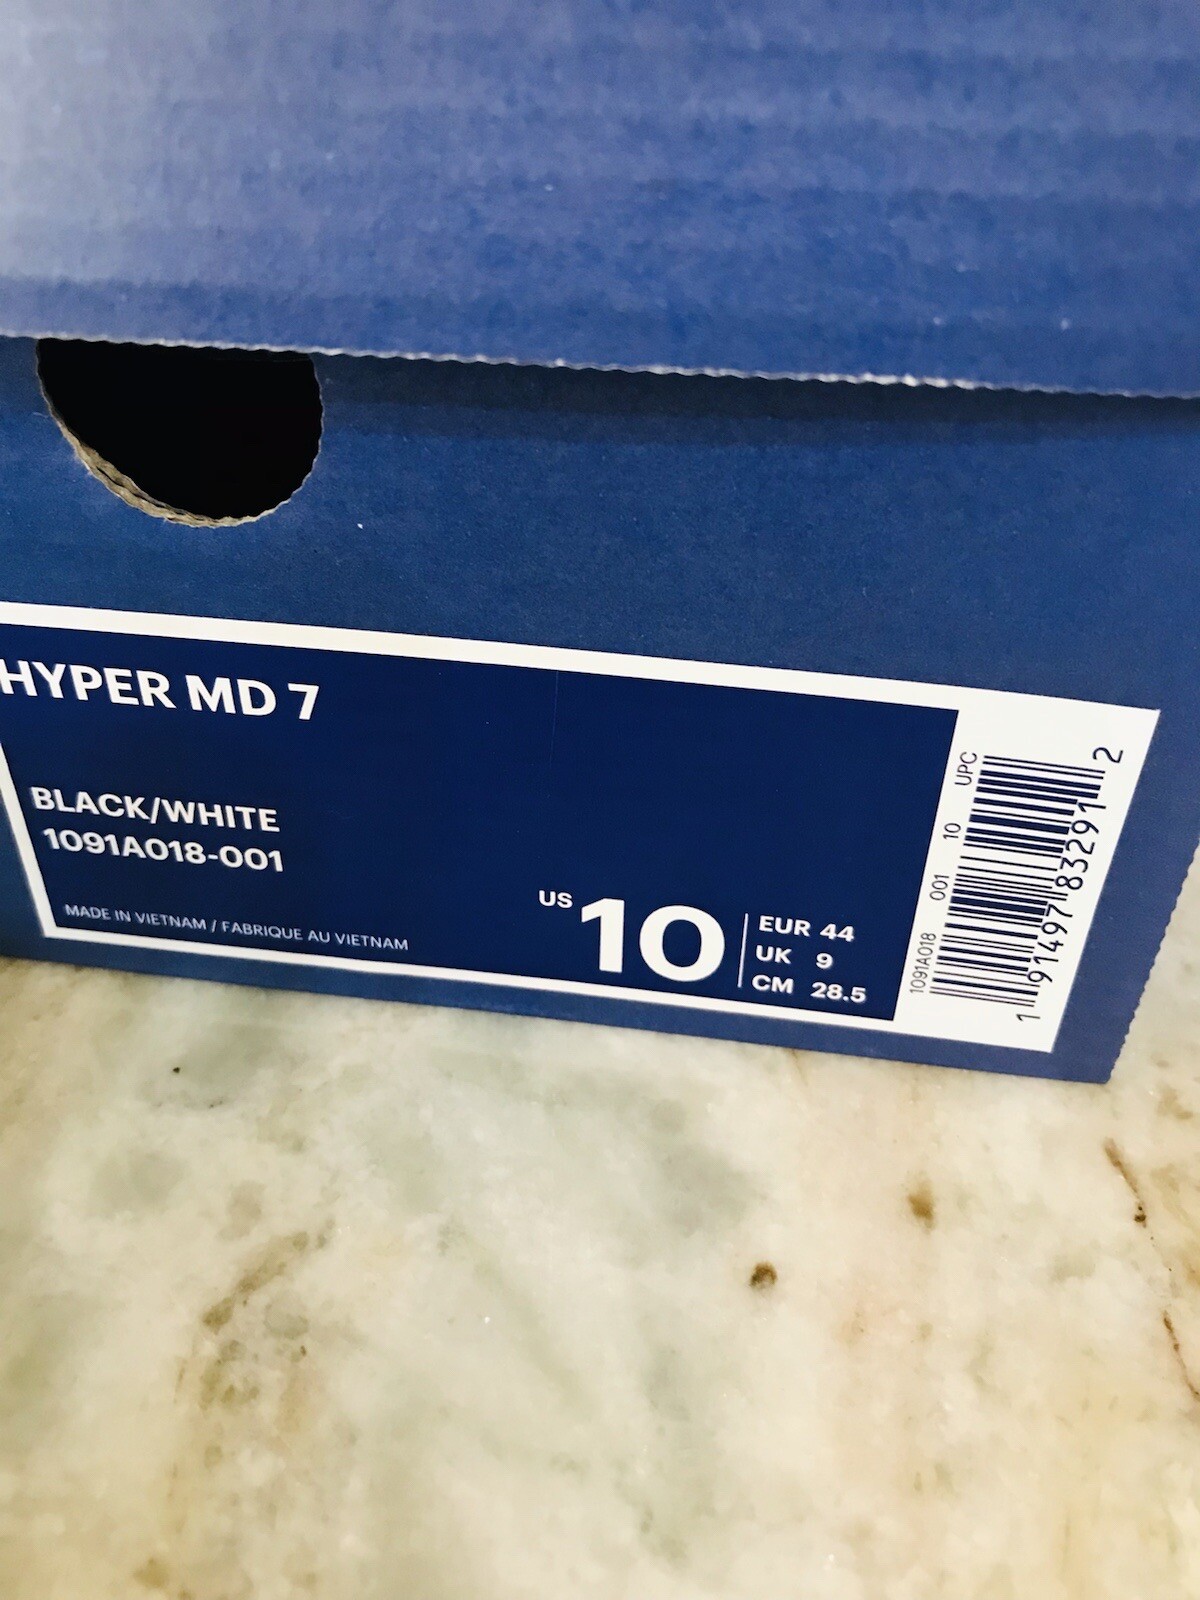 HYPER MD 7
BLACK/WHITE
1091A018-001
MADE IN VIETNAM / FABRIQUE AU VIETNAM
US 10
EUR 44
UK 9
CM 28.5
1091A018 001 10 UPC
1 91497 83291 2